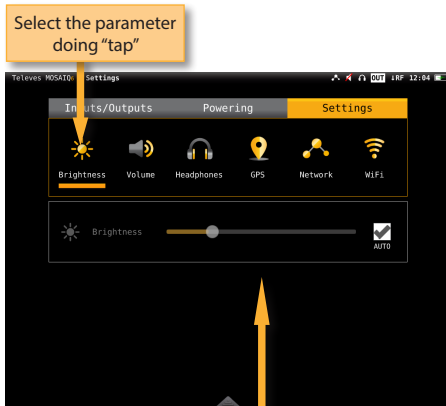 Select the parameter
doing “tap”
Televes MOSAIQ6 Settings OUT ↓RF 12:04
Inputs/Outputs Powering Settings
Brightness Volume Headphones GPS Network WiFi
Brightness
AUTO